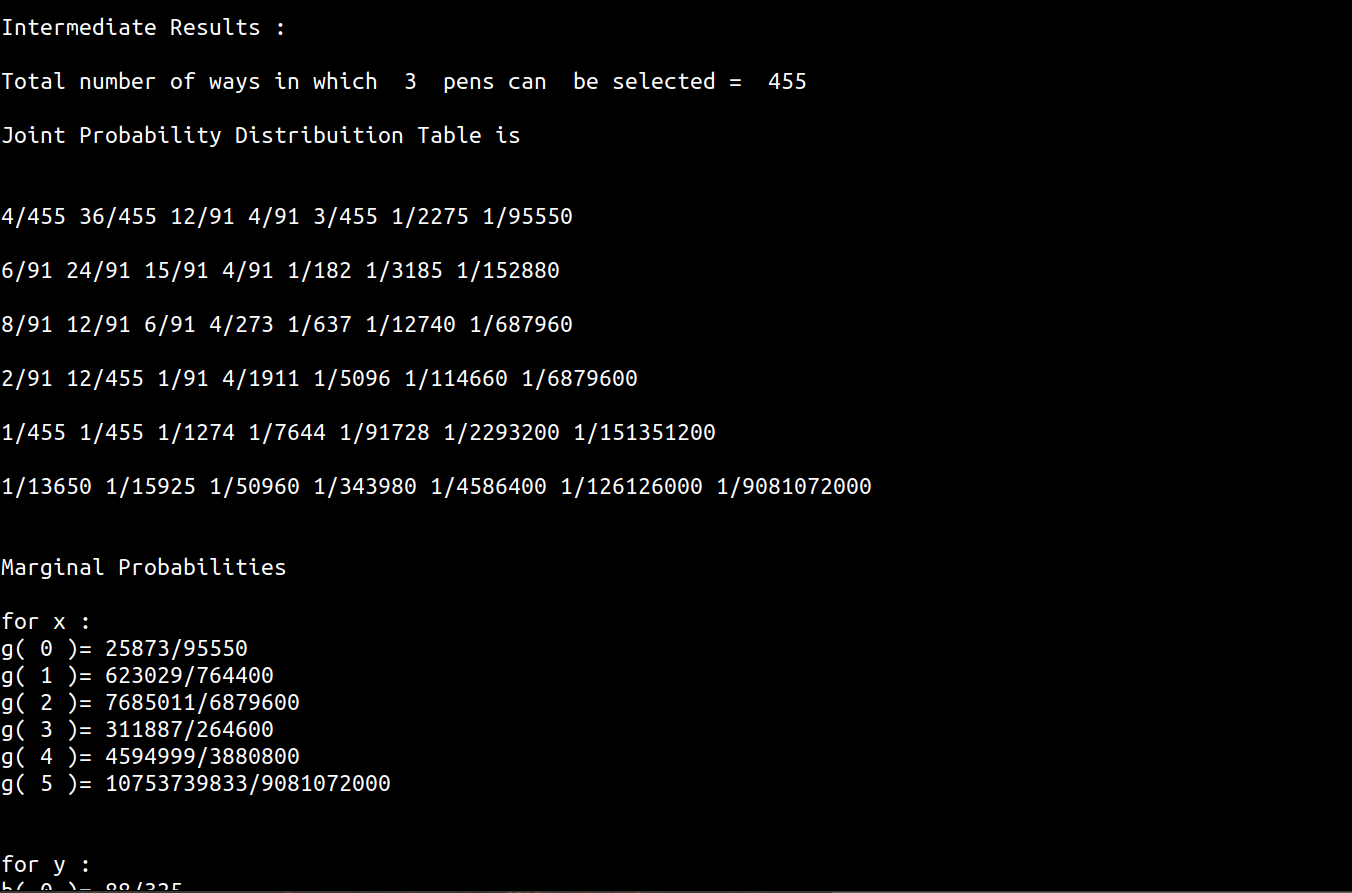 Intermediate Results :
Total number of ways in which  3  pens can  be selected =  455
Joint Probability Distribuition Table is
4/455 36/455 12/91 4/91 3/455 1/2275 1/95550
6/91 24/91 15/91 4/91 1/182 1/3185 1/152880
8/91 12/91 6/91 4/273 1/637 1/12740 1/687960
2/91 12/455 1/91 4/1911 1/5096 1/114660 1/6879600
1/455 1/455 1/1274 1/7644 1/91728 1/2293200 1/151351200
1/13650 1/15925 1/50960 1/343980 1/4586400 1/126126000 1/9081072000
Marginal Probabilities
for x :
g( 0 )= 25873/95550
g( 1 )= 623029/764400
g( 2 )= 7685011/6879600
g( 3 )= 311887/264600
g( 4 )= 4594999/3880800
g( 5 )= 10753739833/9081072000
for y :
h( 0 )= 88/325